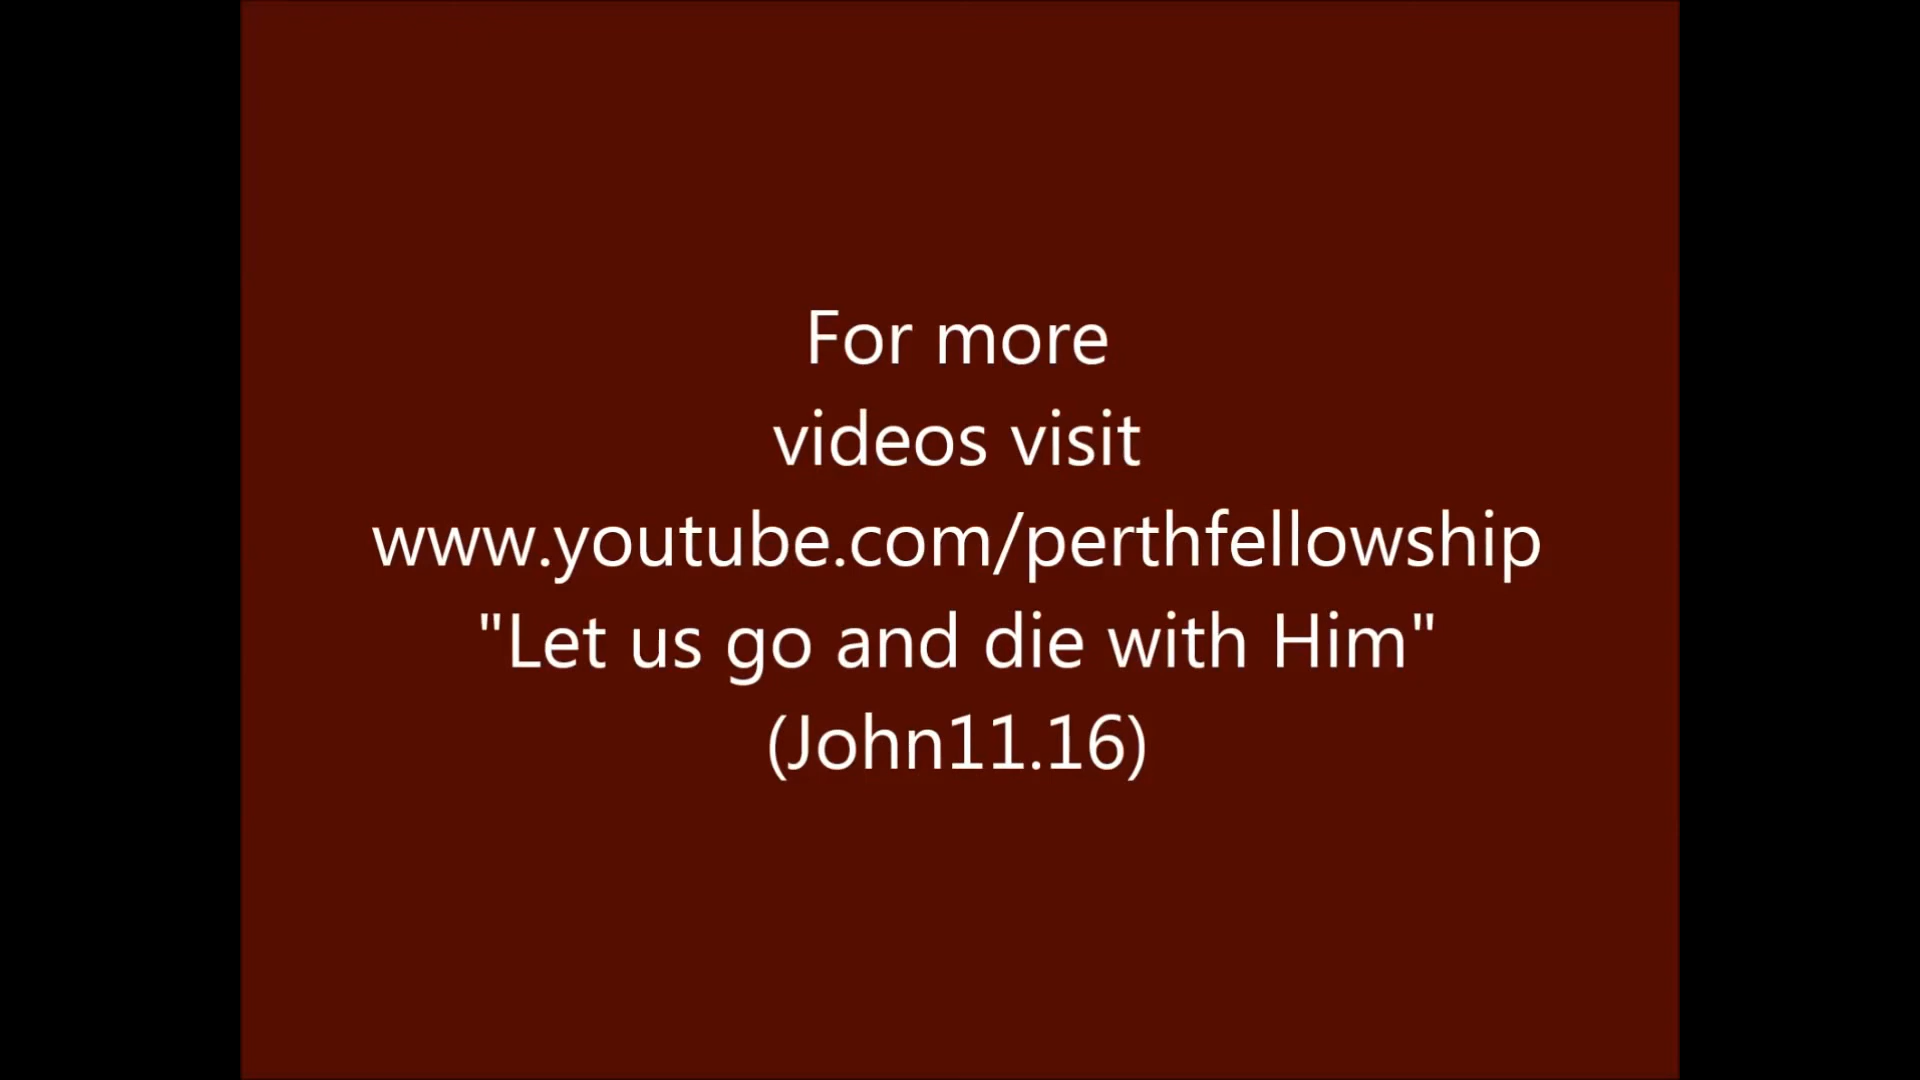 For more
videos visit
www.youtube.com/perthfellowship
"Let us go and die with Him"
(John11.16)